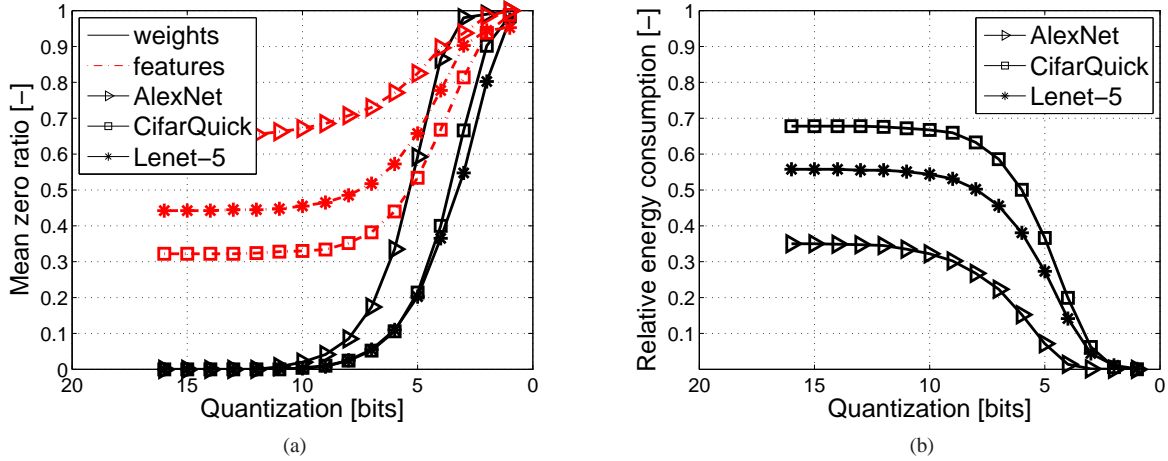 Mean zero ratio [-]
1
0.9
0.8
0.7
0.6
0.5
0.4
0.3
0.2
0.1
0
weights
features
AlexNet
CifarQuick
Lenet-5
20 15 10 5 0
Quantization [bits]
(a)
Relative energy consumption [-]
1
0.9
0.8
0.7
0.6
0.5
0.4
0.3
0.2
0.1
0
AlexNet
CifarQuick
Lenet-5
20 15 10 5 0
Quantization [bits]
(b)